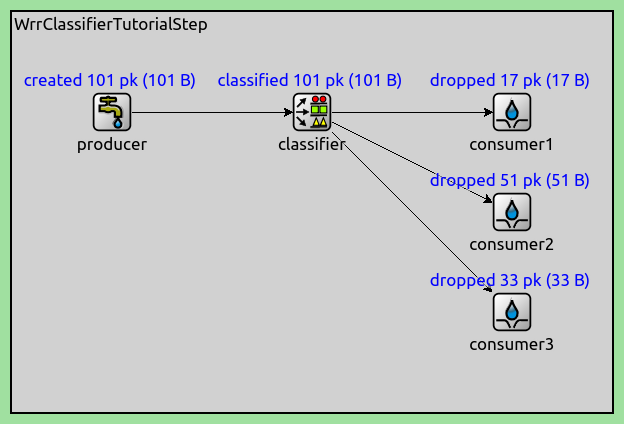 WrrClassifierTutorialStep
created 101 pk (101 B)
classified 101 pk (101 B)
dropped 17 pk (17 B)
producer
classifier
consumer1
dropped 51 pk (51 B)
consumer2
dropped 33 pk (33 B)
consumer3